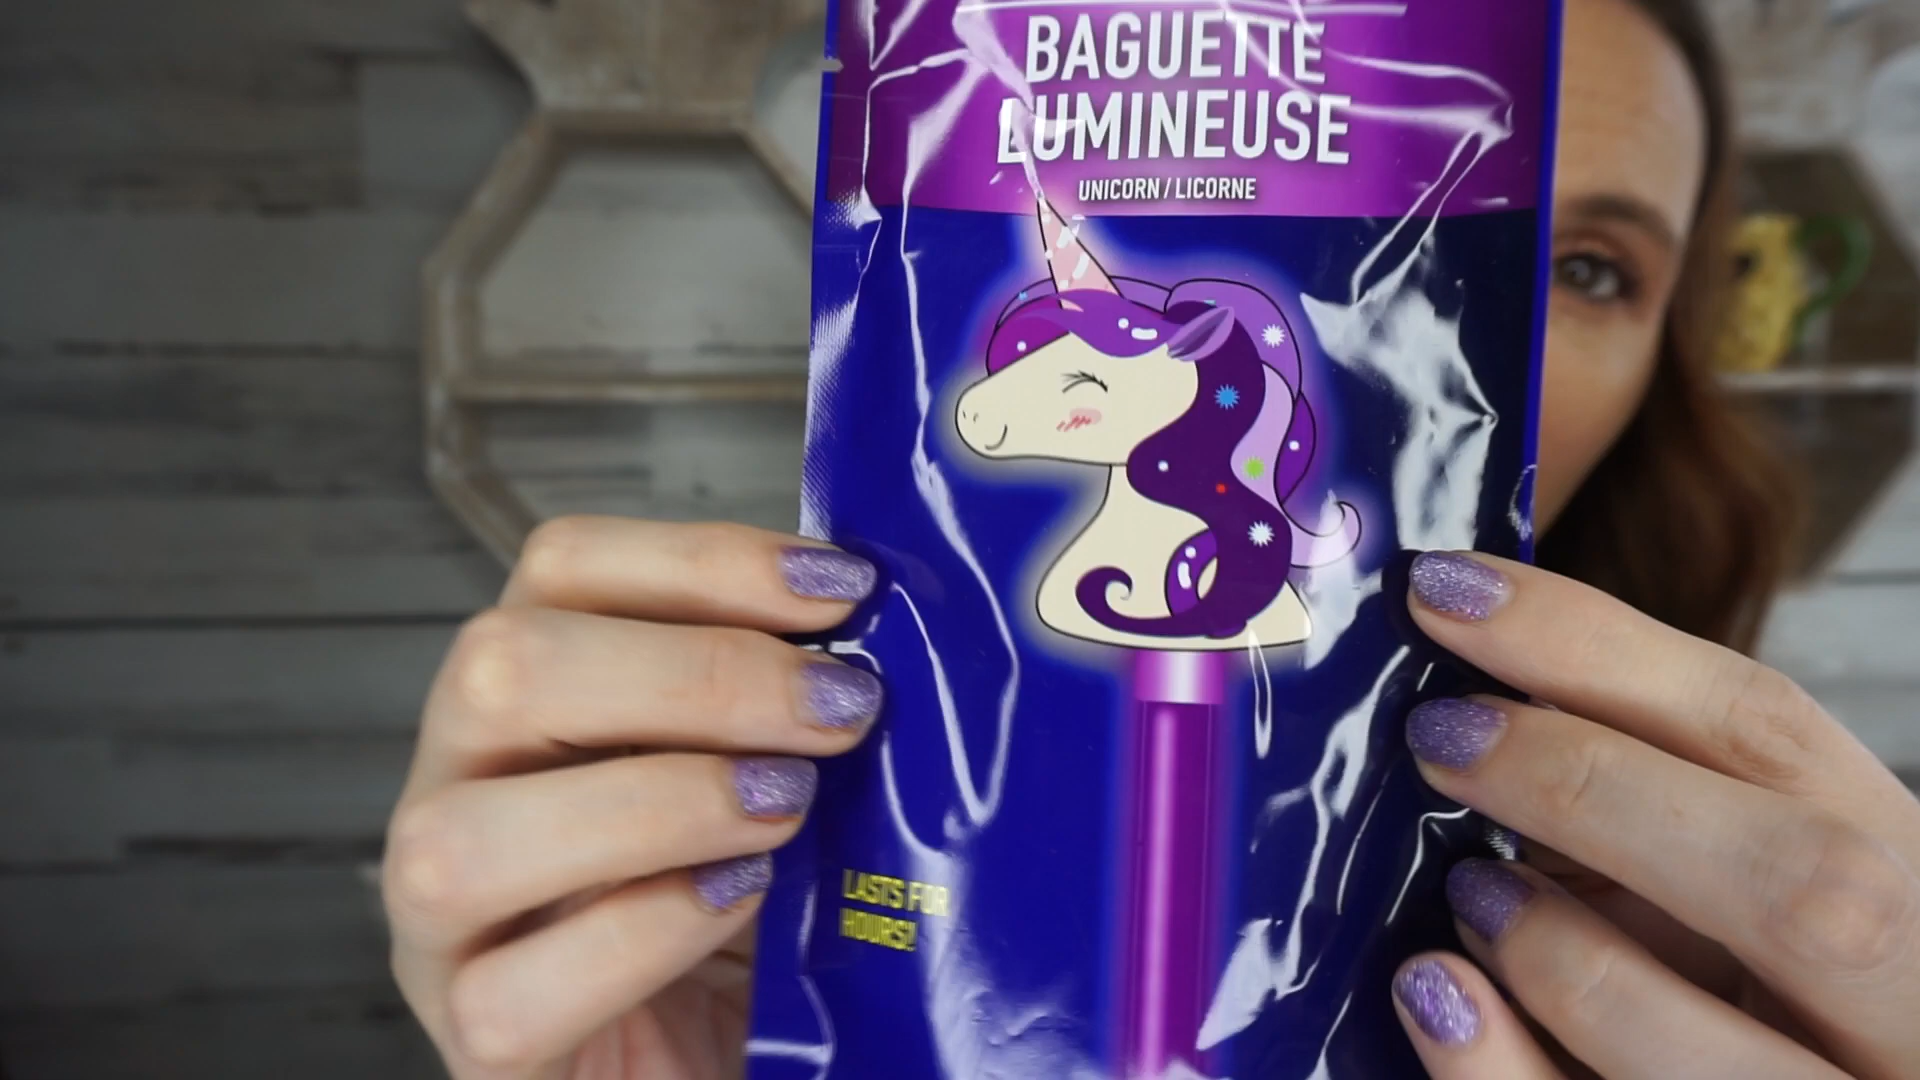 BAGUETTE
LUMINEUSE
UNICORN / LICORNE
LASTS FOR
HOURS!